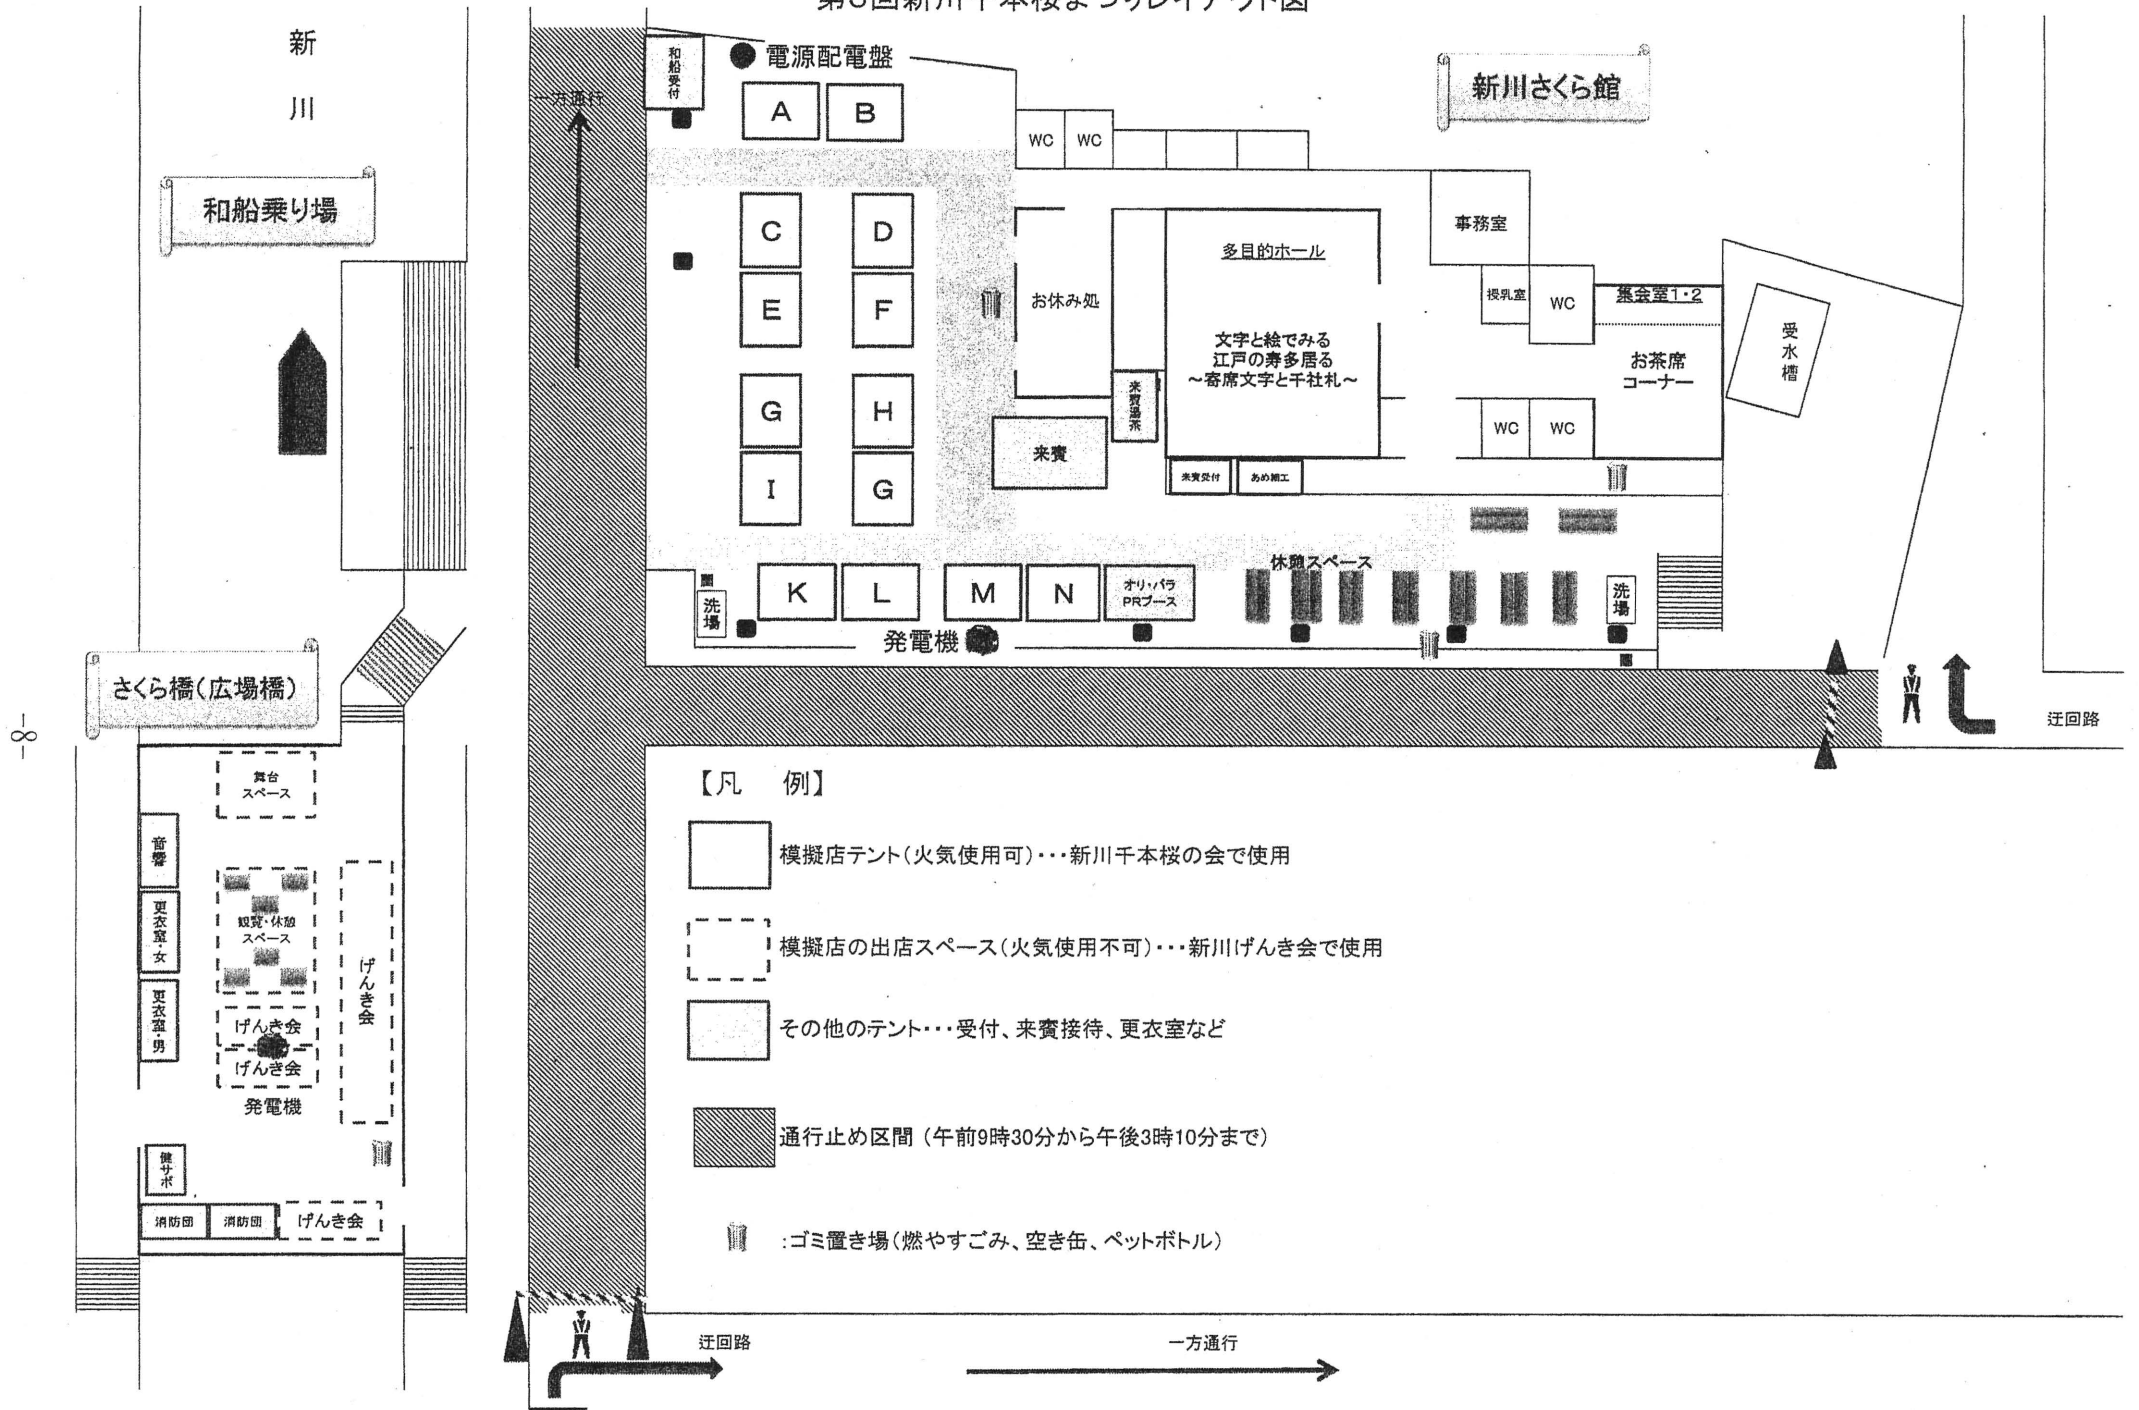 新川千本桜まつりレイアウト図
新川
和船乗り場
さくら橋(広場橋)
一方通行
和船受付
電源配電盤
新川さくら館
A
B
C
D
E
F
G
H
I
G
K
L
M
N
オリ・パラ
PRブース
発電機
洗場
WC
WC
お休み処
多目的ホール
文字と絵でみる
江戸の寿多居る
～寄席文字と千社札～
来賓湯茶
来賓
来賓受付
あめ細工
事務室
授乳室
WC
集会室1・2
お茶席
コーナー
WC
WC
受水槽
休憩スペース
洗場
迂回路
舞台
スペース
音響
更衣室・女
更衣室・男
観覧・休憩
スペース
げんき会
げんき会
げんき会
発電機
健サポ
消防団
消防団
げんき会
【凡　例】
模擬店テント(火気使用可)・・・新川千本桜の会で使用
模擬店の出店スペース(火気使用不可)・・・新川げんき会で使用
その他のテント・・・受付、来賓接待、更衣室など
通行止め区間 (午前9時30分から午後3時10分まで)
:ゴミ置き場(燃やすごみ、空き缶、ペットボトル)
迂回路
一方通行
-8-